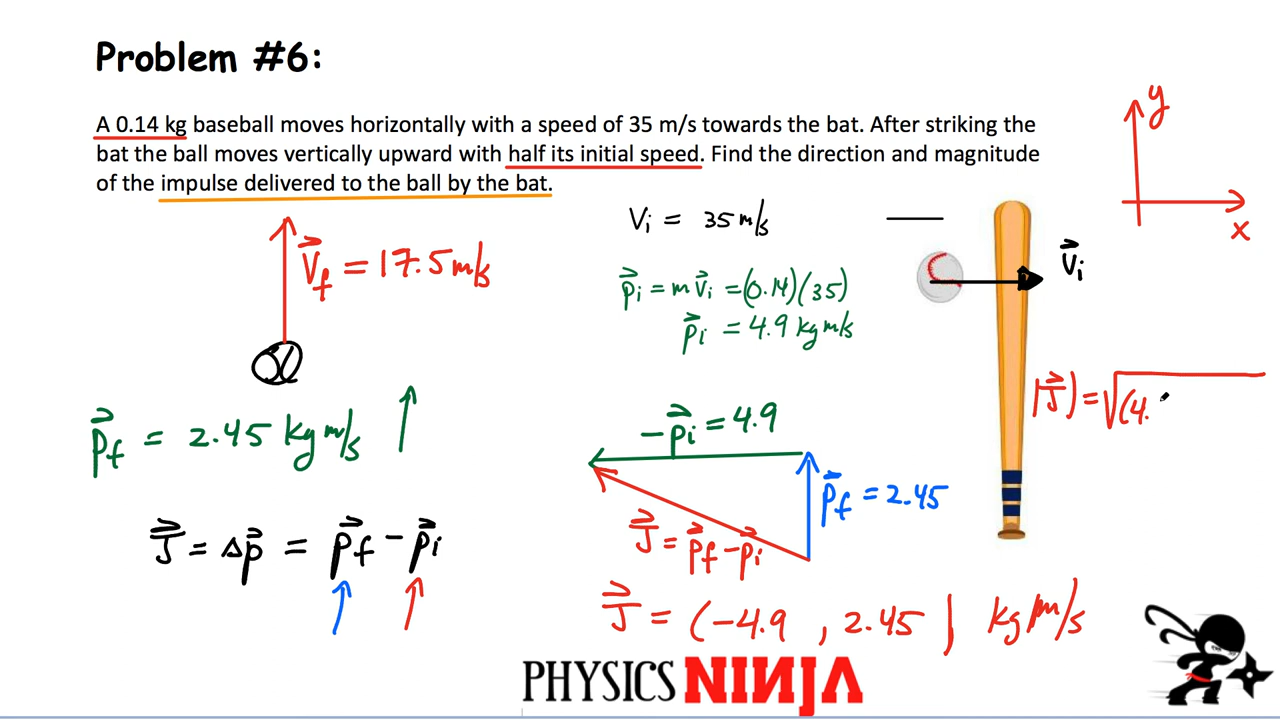 Problem #6:
A 0.14 kg baseball moves horizontally with a speed of 35 m/s towards the bat. After striking the
bat the ball moves vertically upward with half its initial speed. Find the direction and magnitude
of the impulse delivered to the ball by the bat.
y
x
Vi = 35 m/s
V⃗i
V⃗f = 17.5 m/s
p⃗i = m V⃗i = (0.14)(35)
p⃗i = 4.9 kg m/s
|J⃗| = √(4.
p⃗f = 2.45 kg m/s ↑
-p⃗i = 4.9
p⃗f = 2.45
J⃗ = Δp⃗ = p⃗f - p⃗i
J⃗ = p⃗f - p⃗i
J⃗ = (-4.9 , 2.45) kg m/s
PHYSICS NINJA